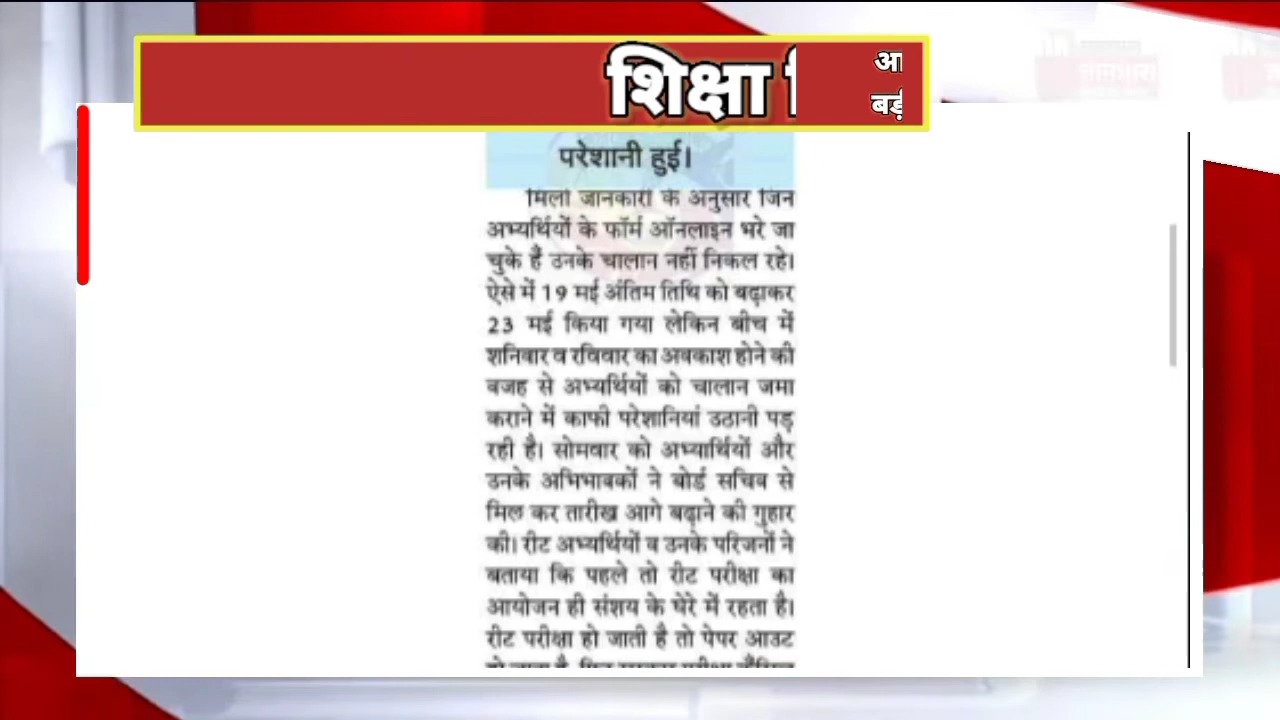 शिक्षा
आ
बड़
परेशानी हुई।
मिली जानकारी के अनुसार जिन
अभ्यर्थियों के फॉर्म ऑनलाइन भरे जा
चुके हैं उनके चालान नहीं निकल रहे।
ऐसे में 19 मई अंतिम तिथि को बढ़ाकर
23 मई किया गया लेकिन बीच में
शनिवार व रविवार का अवकाश होने की
वजह से अभ्यर्थियों को चालान जमा
कराने में काफी परेशानियां उठानी पड़
रही है। सोमवार को अभ्यार्थियों और
उनके अभिभावकों ने बोर्ड सचिव से
मिल कर तारीख आगे बढ़ाने की गुहार
की। रीट अभ्यर्थियों व उनके परिजनों ने
बताया कि पहले तो रीट परीक्षा का
आयोजन ही संशय के घेरे में रहता है।
रीट परीक्षा हो जाती है तो पेपर आउट